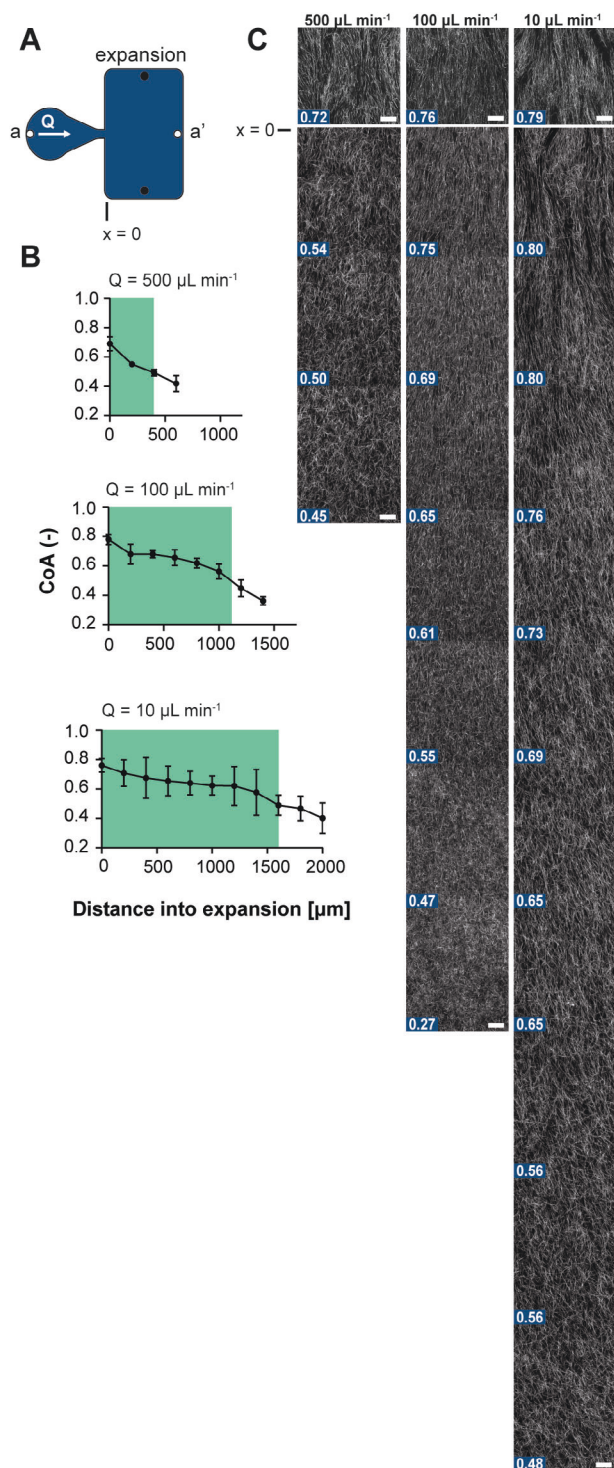 A
expansion
a
Q
a'
x = 0
B
Q = 500 µL min⁻¹
1.0
0.8
0.6
0.4
0.2
0
500
1000
Q = 100 µL min⁻¹
1.0
0.8
0.6
0.4
0.2
0
500
1000
1500
CoA (-)
Q = 10 µL min⁻¹
1.0
0.8
0.6
0.4
0.2
0
500
1000
1500
2000
Distance into expansion [µm]
C
500 µL min⁻¹
100 µL min⁻¹
10 µL min⁻¹
x = 0
0.72
0.54
0.50
0.45
0.76
0.75
0.69
0.65
0.61
0.55
0.47
0.27
0.79
0.80
0.80
0.76
0.73
0.69
0.65
0.65
0.56
0.56
0.48